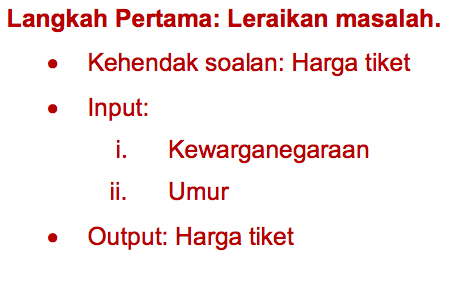 Langkah Pertama: Leraikan masalah.
• Kehendak soalan: Harga tiket
• Input:
i. Kewarganegaraan
ii. Umur
• Output: Harga tiket